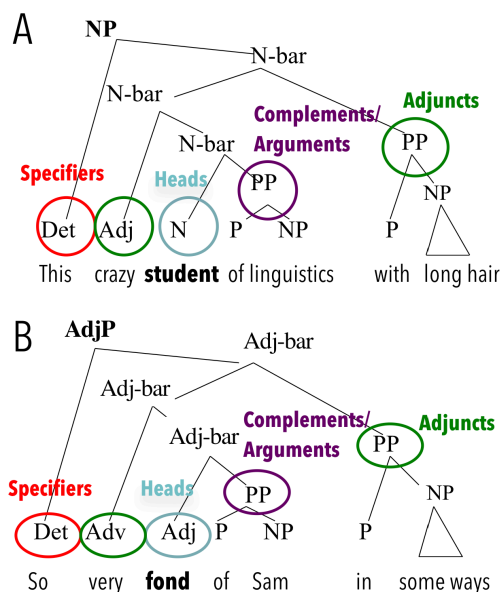 A
NP
N-bar
N-bar
Complements/ Adjuncts
Arguments
N-bar
PP
Specifiers Heads
PP
NP
Det Adj N P NP P
This crazy student of linguistics with long hair
B
AdjP Adj-bar
Adj-bar
Complements/ Adjuncts
Arguments
Adj-bar
PP
Specifiers Heads
PP NP
Det Adv Adj P NP P
So very fond of Sam in some ways